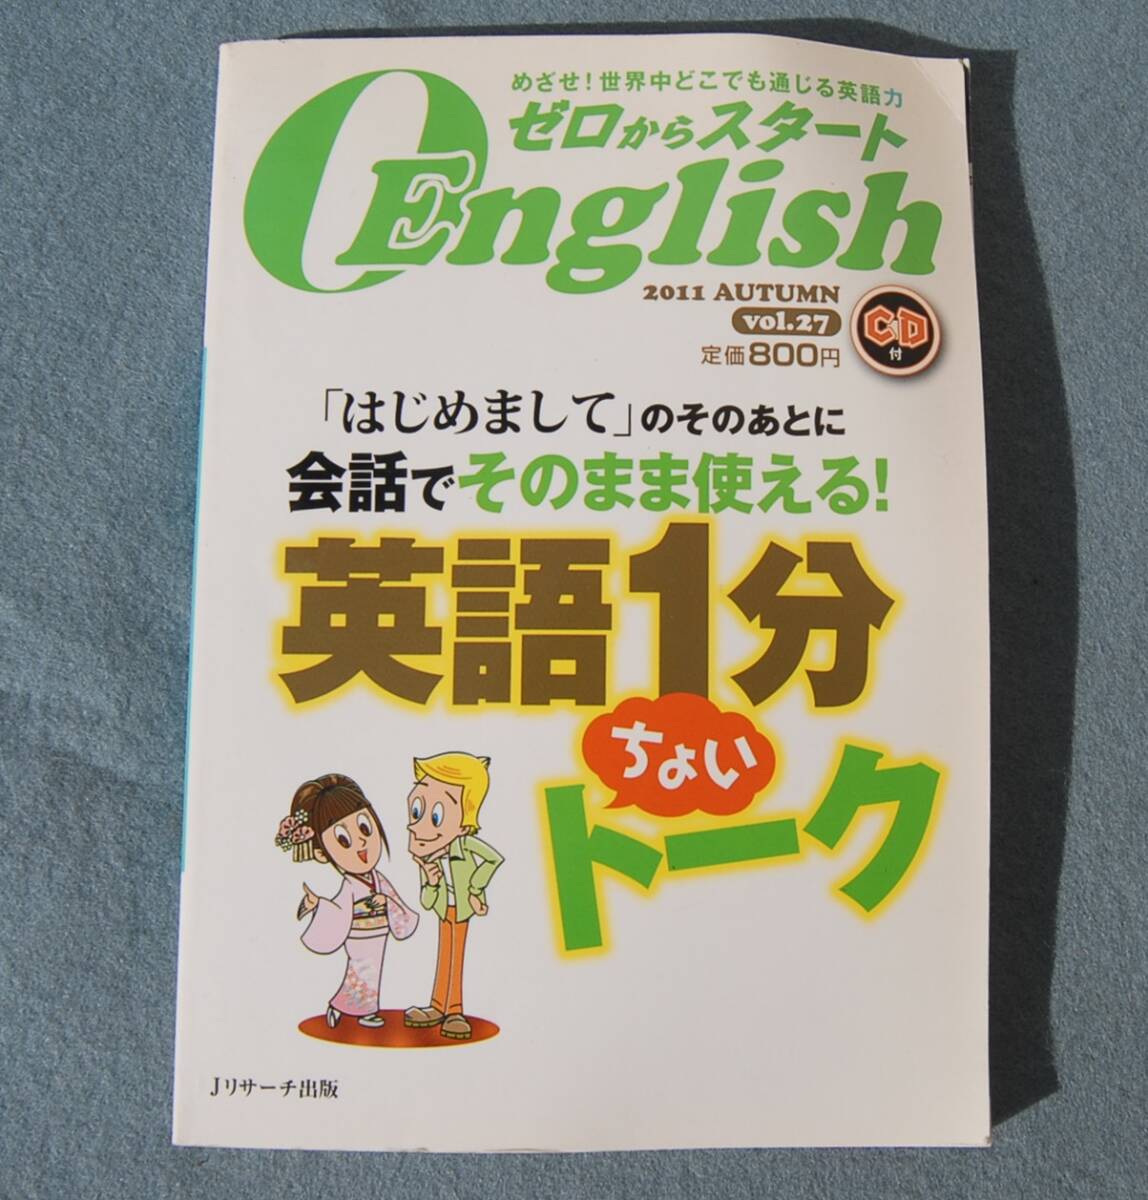 めざせ!世界中どこでも通じる英語力
ゼロからスタート
0 English
2011 AUTUMN
vol.27
定価800円
CD
付
「はじめまして」のそのあとに
会話でそのまま使える!
英語1分
ちょい
トーク
Jリサーチ出版